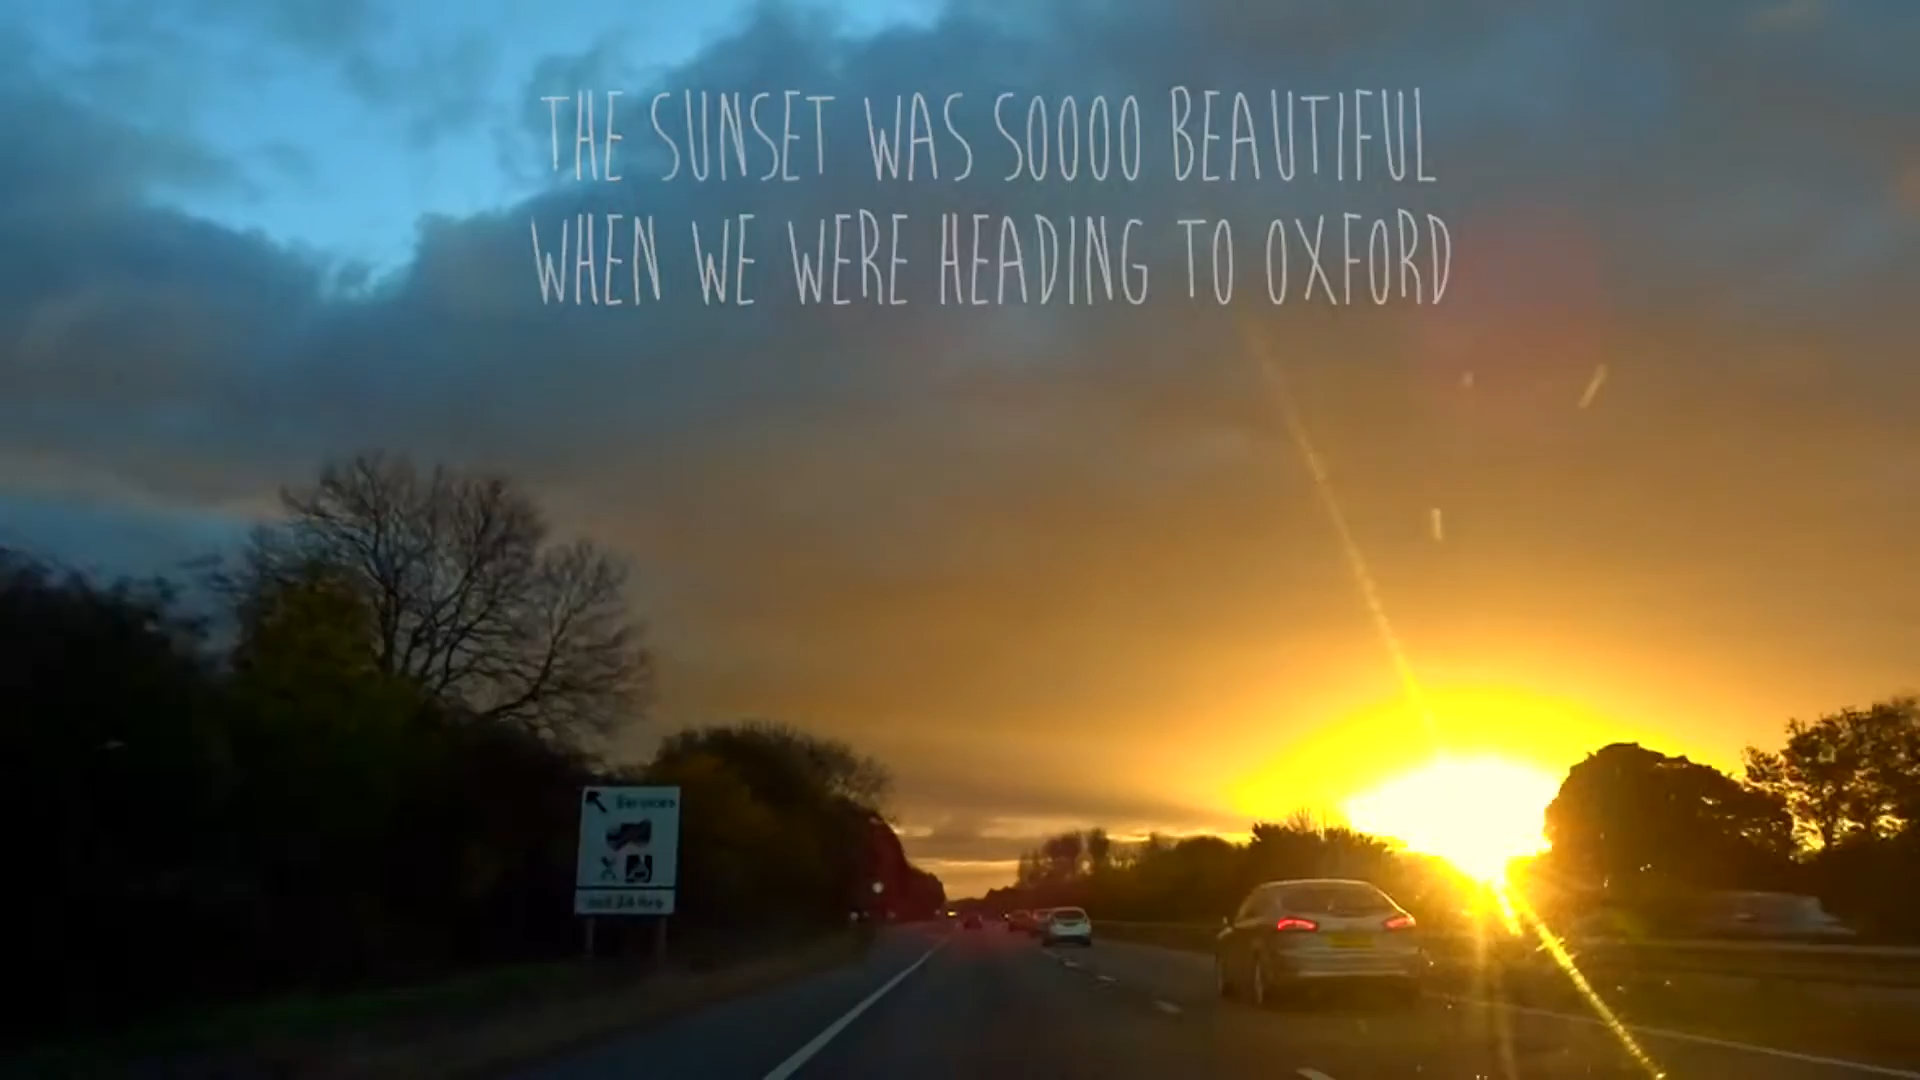 THE SUNSET WAS SOOOO BEAUTIFUL
WHEN WE WERE HEADING TO OXFORD
Services